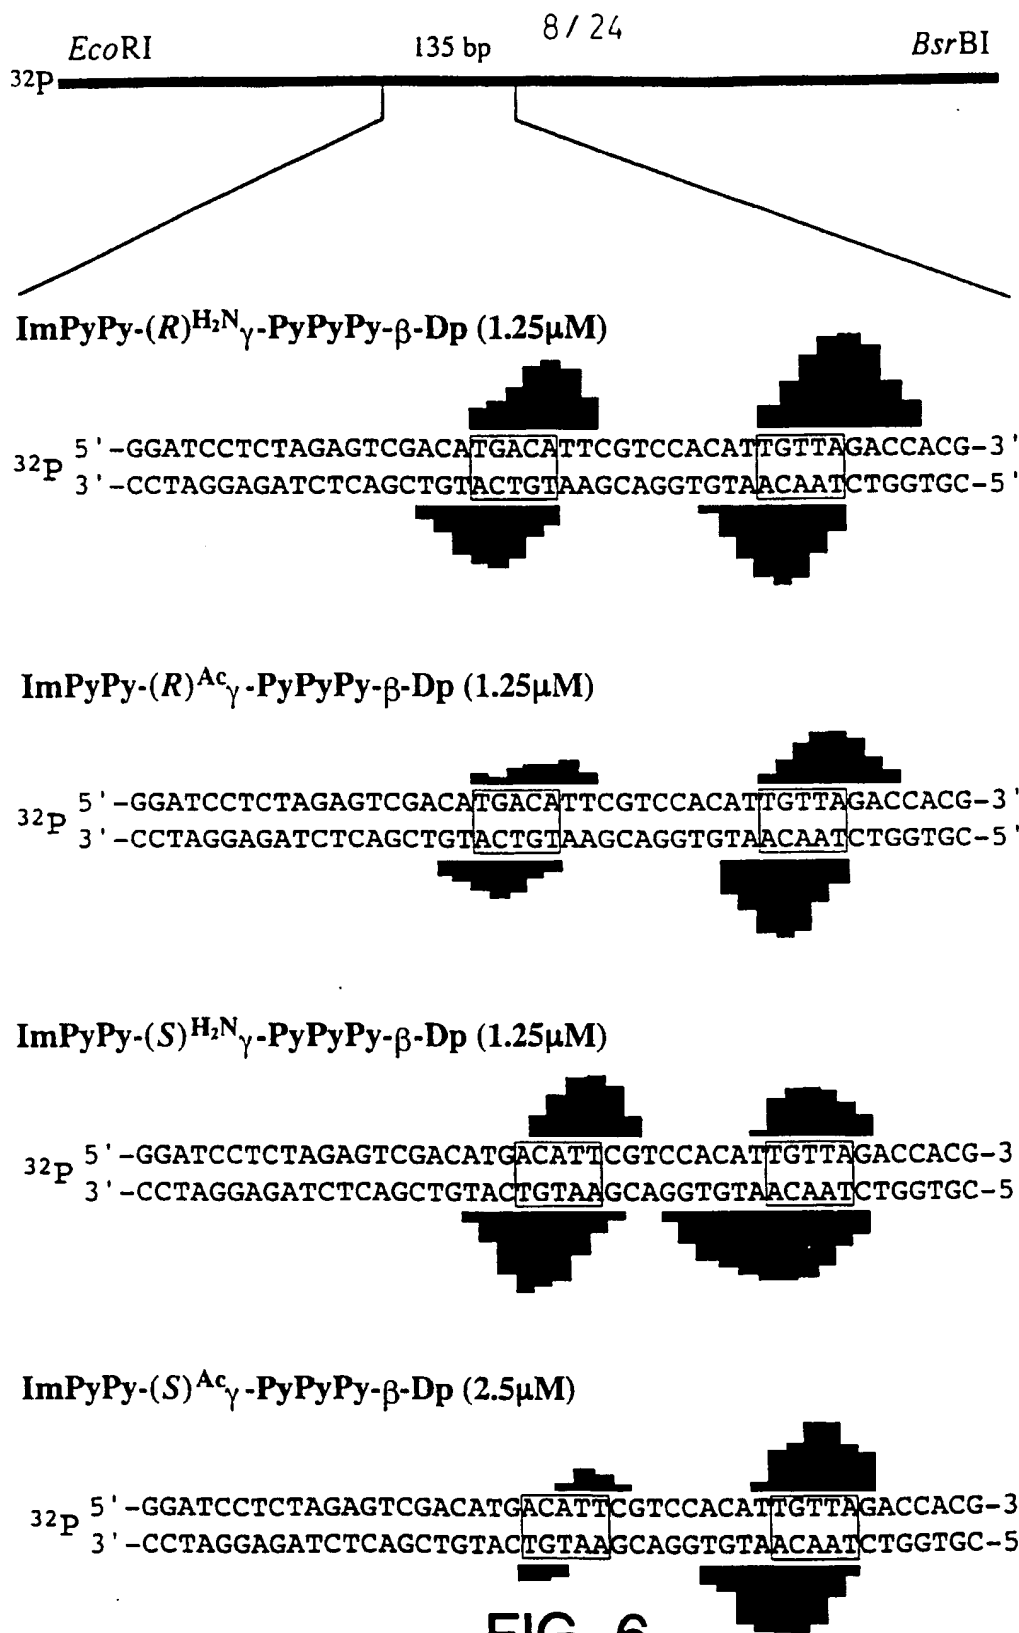 8/24
EcoRI 135 bp BsrBI
32P
ImPyPy-(R)H₂Nγ-PyPyPy-β-Dp (1.25μM)
5'-GGATCCTCTAGAGTCGACATGACATTCGTCCACATTGTTAGACCACG-3'
32P
3'-CCTAGGAGATCTCAGCTGTACTGTAAGCAGGTGTAACAATCTGGTGC-5'
ImPyPy-(R)Acγ-PyPyPy-β-Dp (1.25μM)
5'-GGATCCTCTAGAGTCGACATGACATTCGTCCACATTGTTAGACCACG-3'
32P
3'-CCTAGGAGATCTCAGCTGTACTGTAAGCAGGTGTAACAATCTGGTGC-5'
ImPyPy-(S)H₂Nγ-PyPyPy-β-Dp (1.25μM)
5'-GGATCCTCTAGAGTCGACATGACATTCGTCCACATTGTTAGACCACG-3
32P
3'-CCTAGGAGATCTCAGCTGTACTGTAAGCAGGTGTAACAATCTGGTGC-5
ImPyPy-(S)Acγ-PyPyPy-β-Dp (2.5μM)
5'-GGATCCTCTAGAGTCGACATGACATTCGTCCACATTGTTAGACCACG-3
32P
3'-CCTAGGAGATCTCAGCTGTACTGTAAGCAGGTGTAACAATCTGGTGC-5
FIG. 6